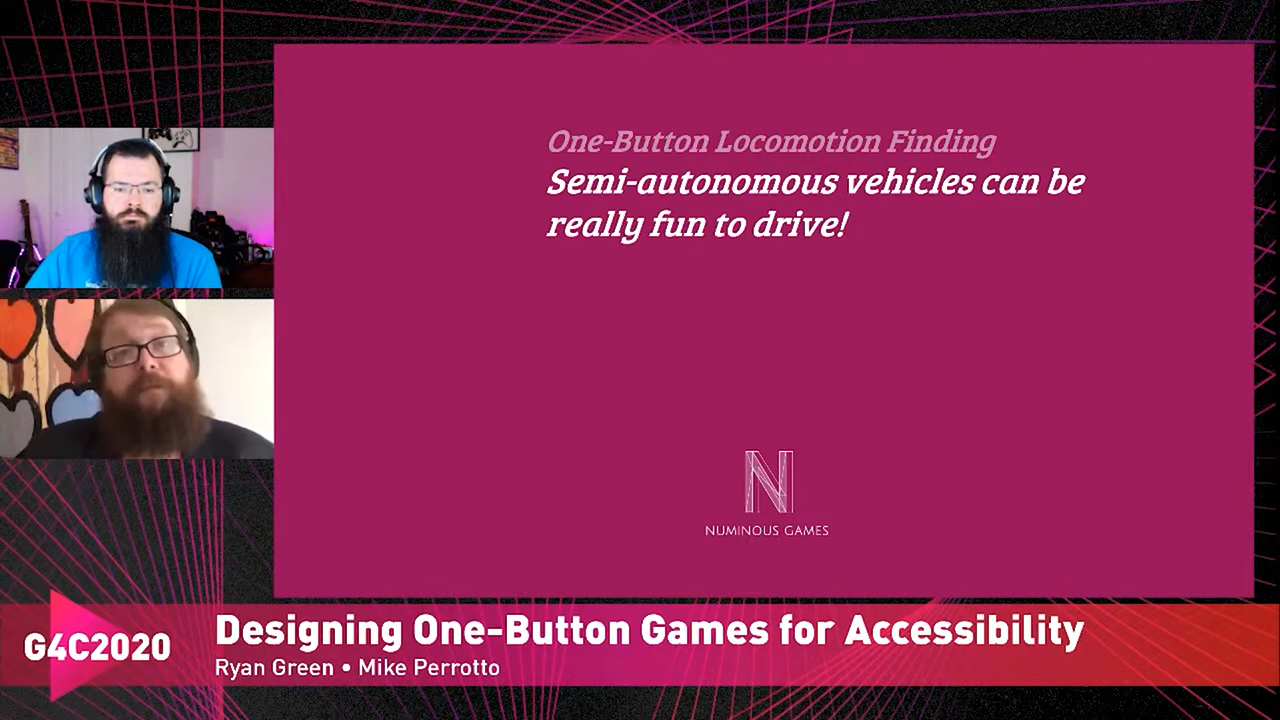 One-Button Locomotion Finding
Semi-autonomous vehicles can be
really fun to drive!
N
NUMINOUS GAMES
G4C2020
Designing One-Button Games for Accessibility
Ryan Green • Mike Perrotto